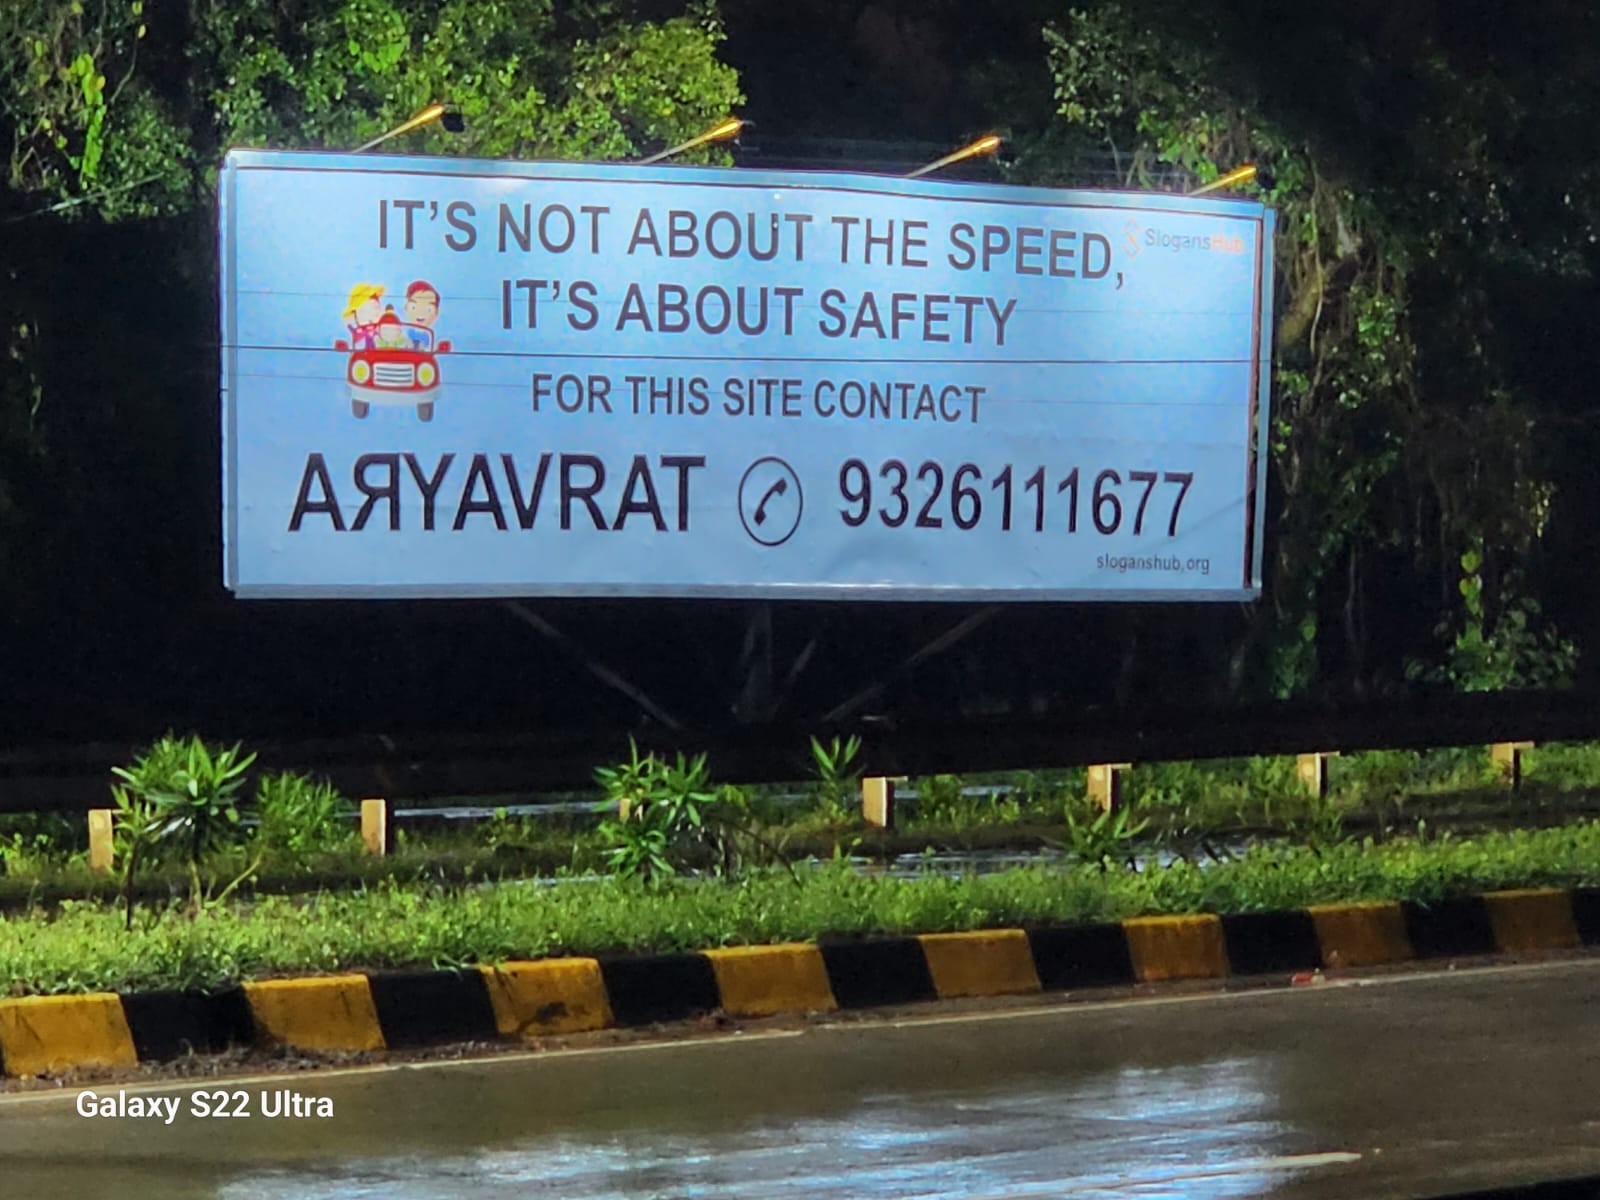 IT'S NOT ABOUT THE SPEED,
SlogansHub
IT'S ABOUT SAFETY
FOR THIS SITE CONTACT
AЯYAVRAT 9326111677
sloganshub.org
Galaxy S22 Ultra